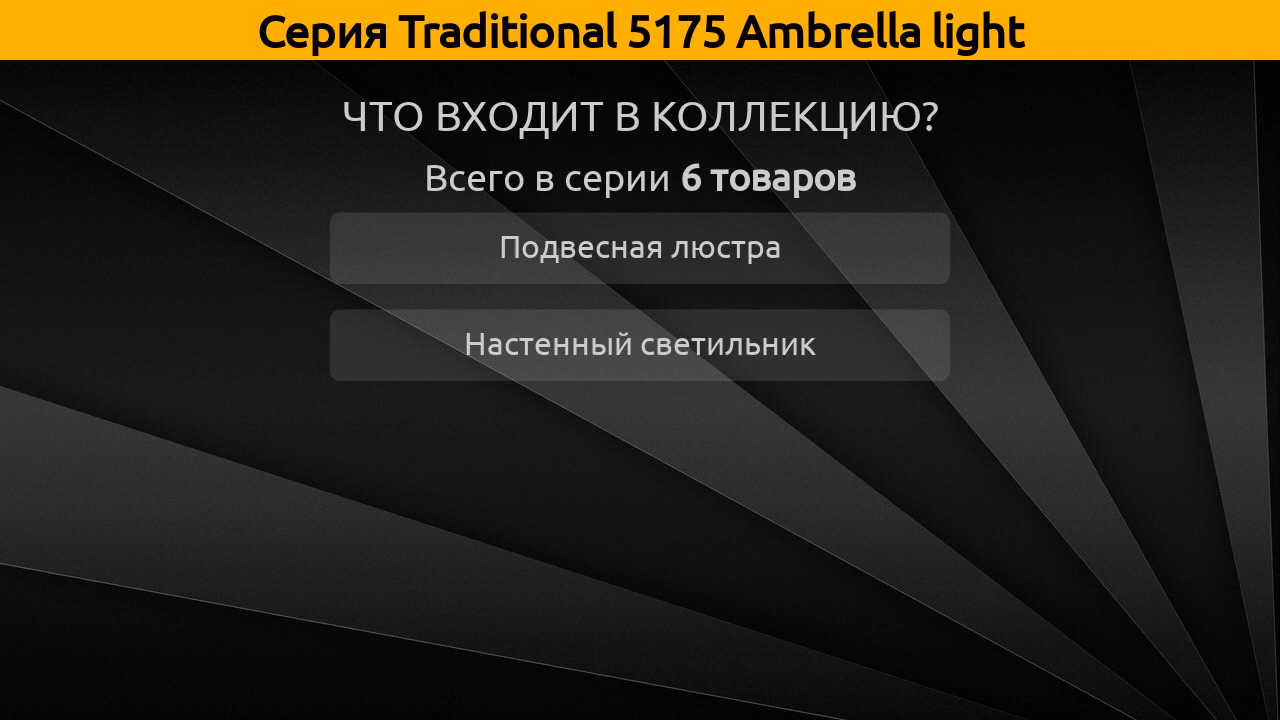 Серия Traditional 5175 Ambrella light
ЧТО ВХОДИТ В КОЛЛЕКЦИЮ?
Всего в серии 6 товаров
Подвесная люстра
Настенный светильник